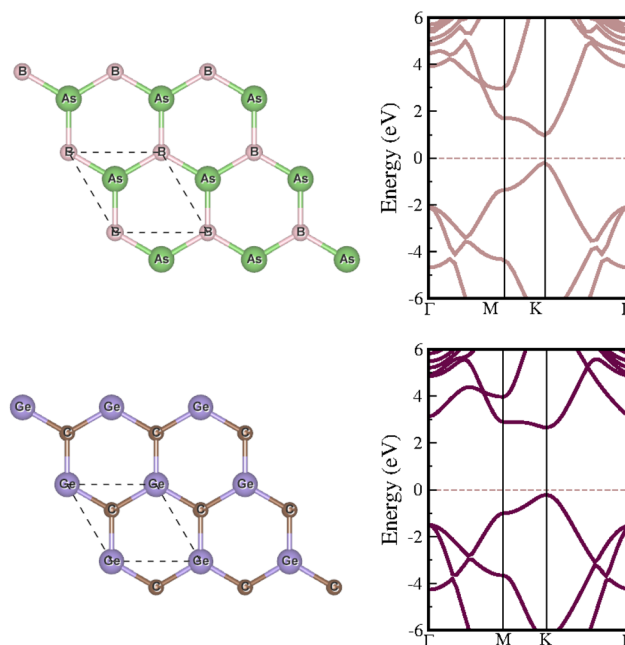 B B B
As As As
B B B
As As As
B B B
As As As
Energy (eV)
6
4
2
0
-2
-4
-6
Γ M K
Ge Ge Ge
C C C
Ge Ge Ge
C C C
Ge Ge Ge
C C C
Energy (eV)
6
4
2
0
-2
-4
-6
Γ M K